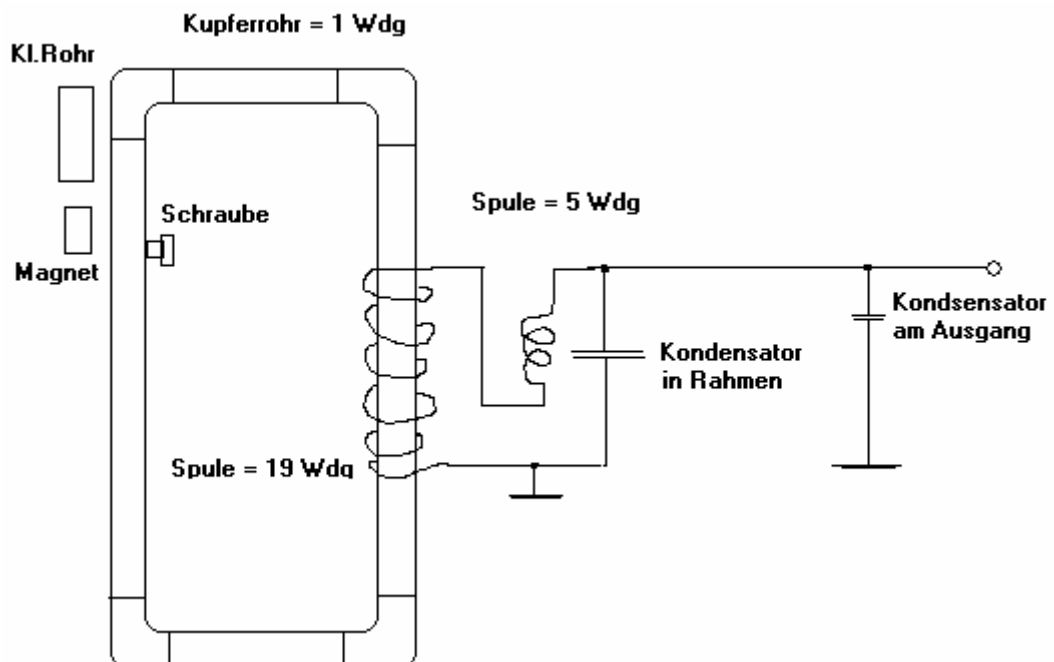 Kupferrohr = 1 Wdg
Kl.Rohr
Schraube
Magnet
Spule = 5 Wdg
Kondsensator
am Ausgang
Kondensator
in Rahmen
Spule = 19 Wdg